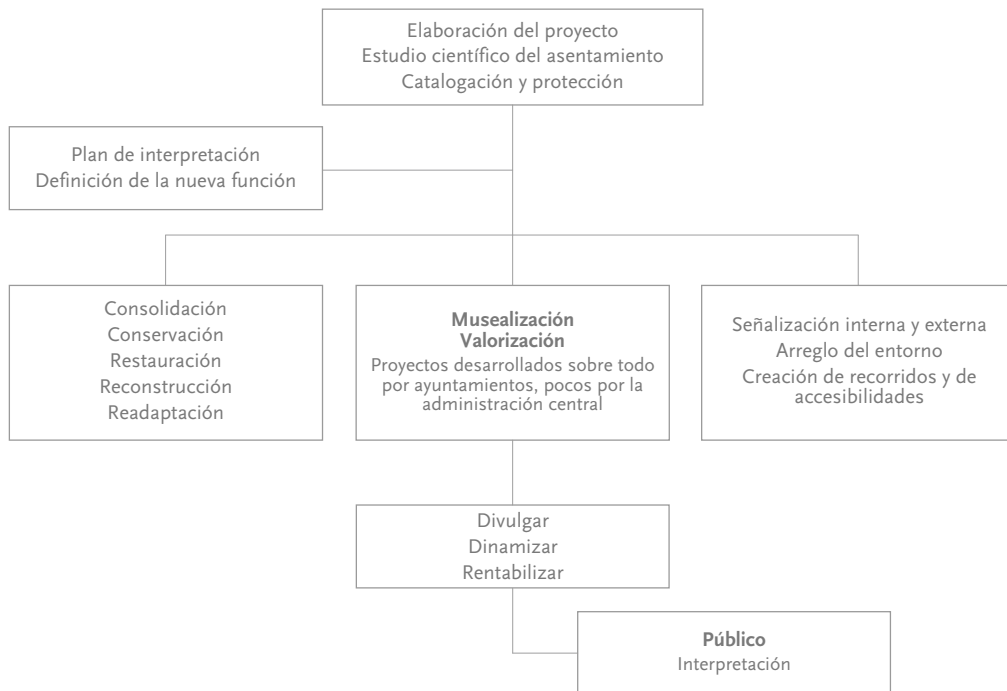 Elaboración del proyecto
Estudio científico del asentamiento
Catalogación y protección
Plan de interpretación
Definición de la nueva función
Consolidación
Conservación
Restauración
Reconstrucción
Readaptación
Musealización
Valorización
Proyectos desarrollados sobre todo
por ayuntamientos, pocos por la
administración central
Señalización interna y externa
Arreglo del entorno
Creación de recorridos y de
accesibilidades
Divulgar
Dinamizar
Rentabilizar
Público
Interpretación